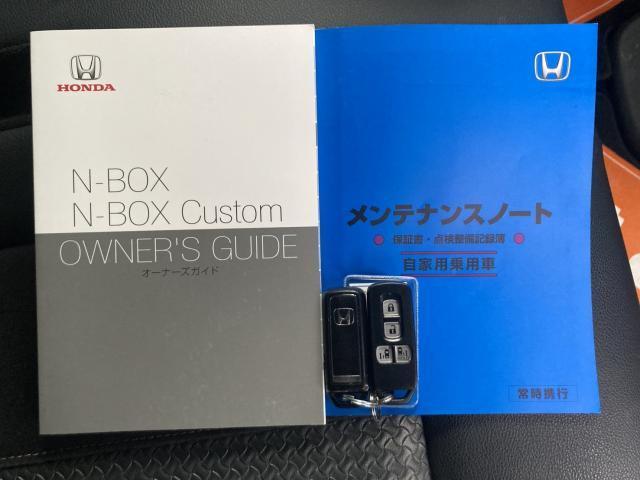 HONDA
N-BOX
N-BOX Custom
OWNER'S GUIDE
オーナーズガイド
メンテナンスノート
保証書・点検整備記録簿
自家用乗用車
常時携行